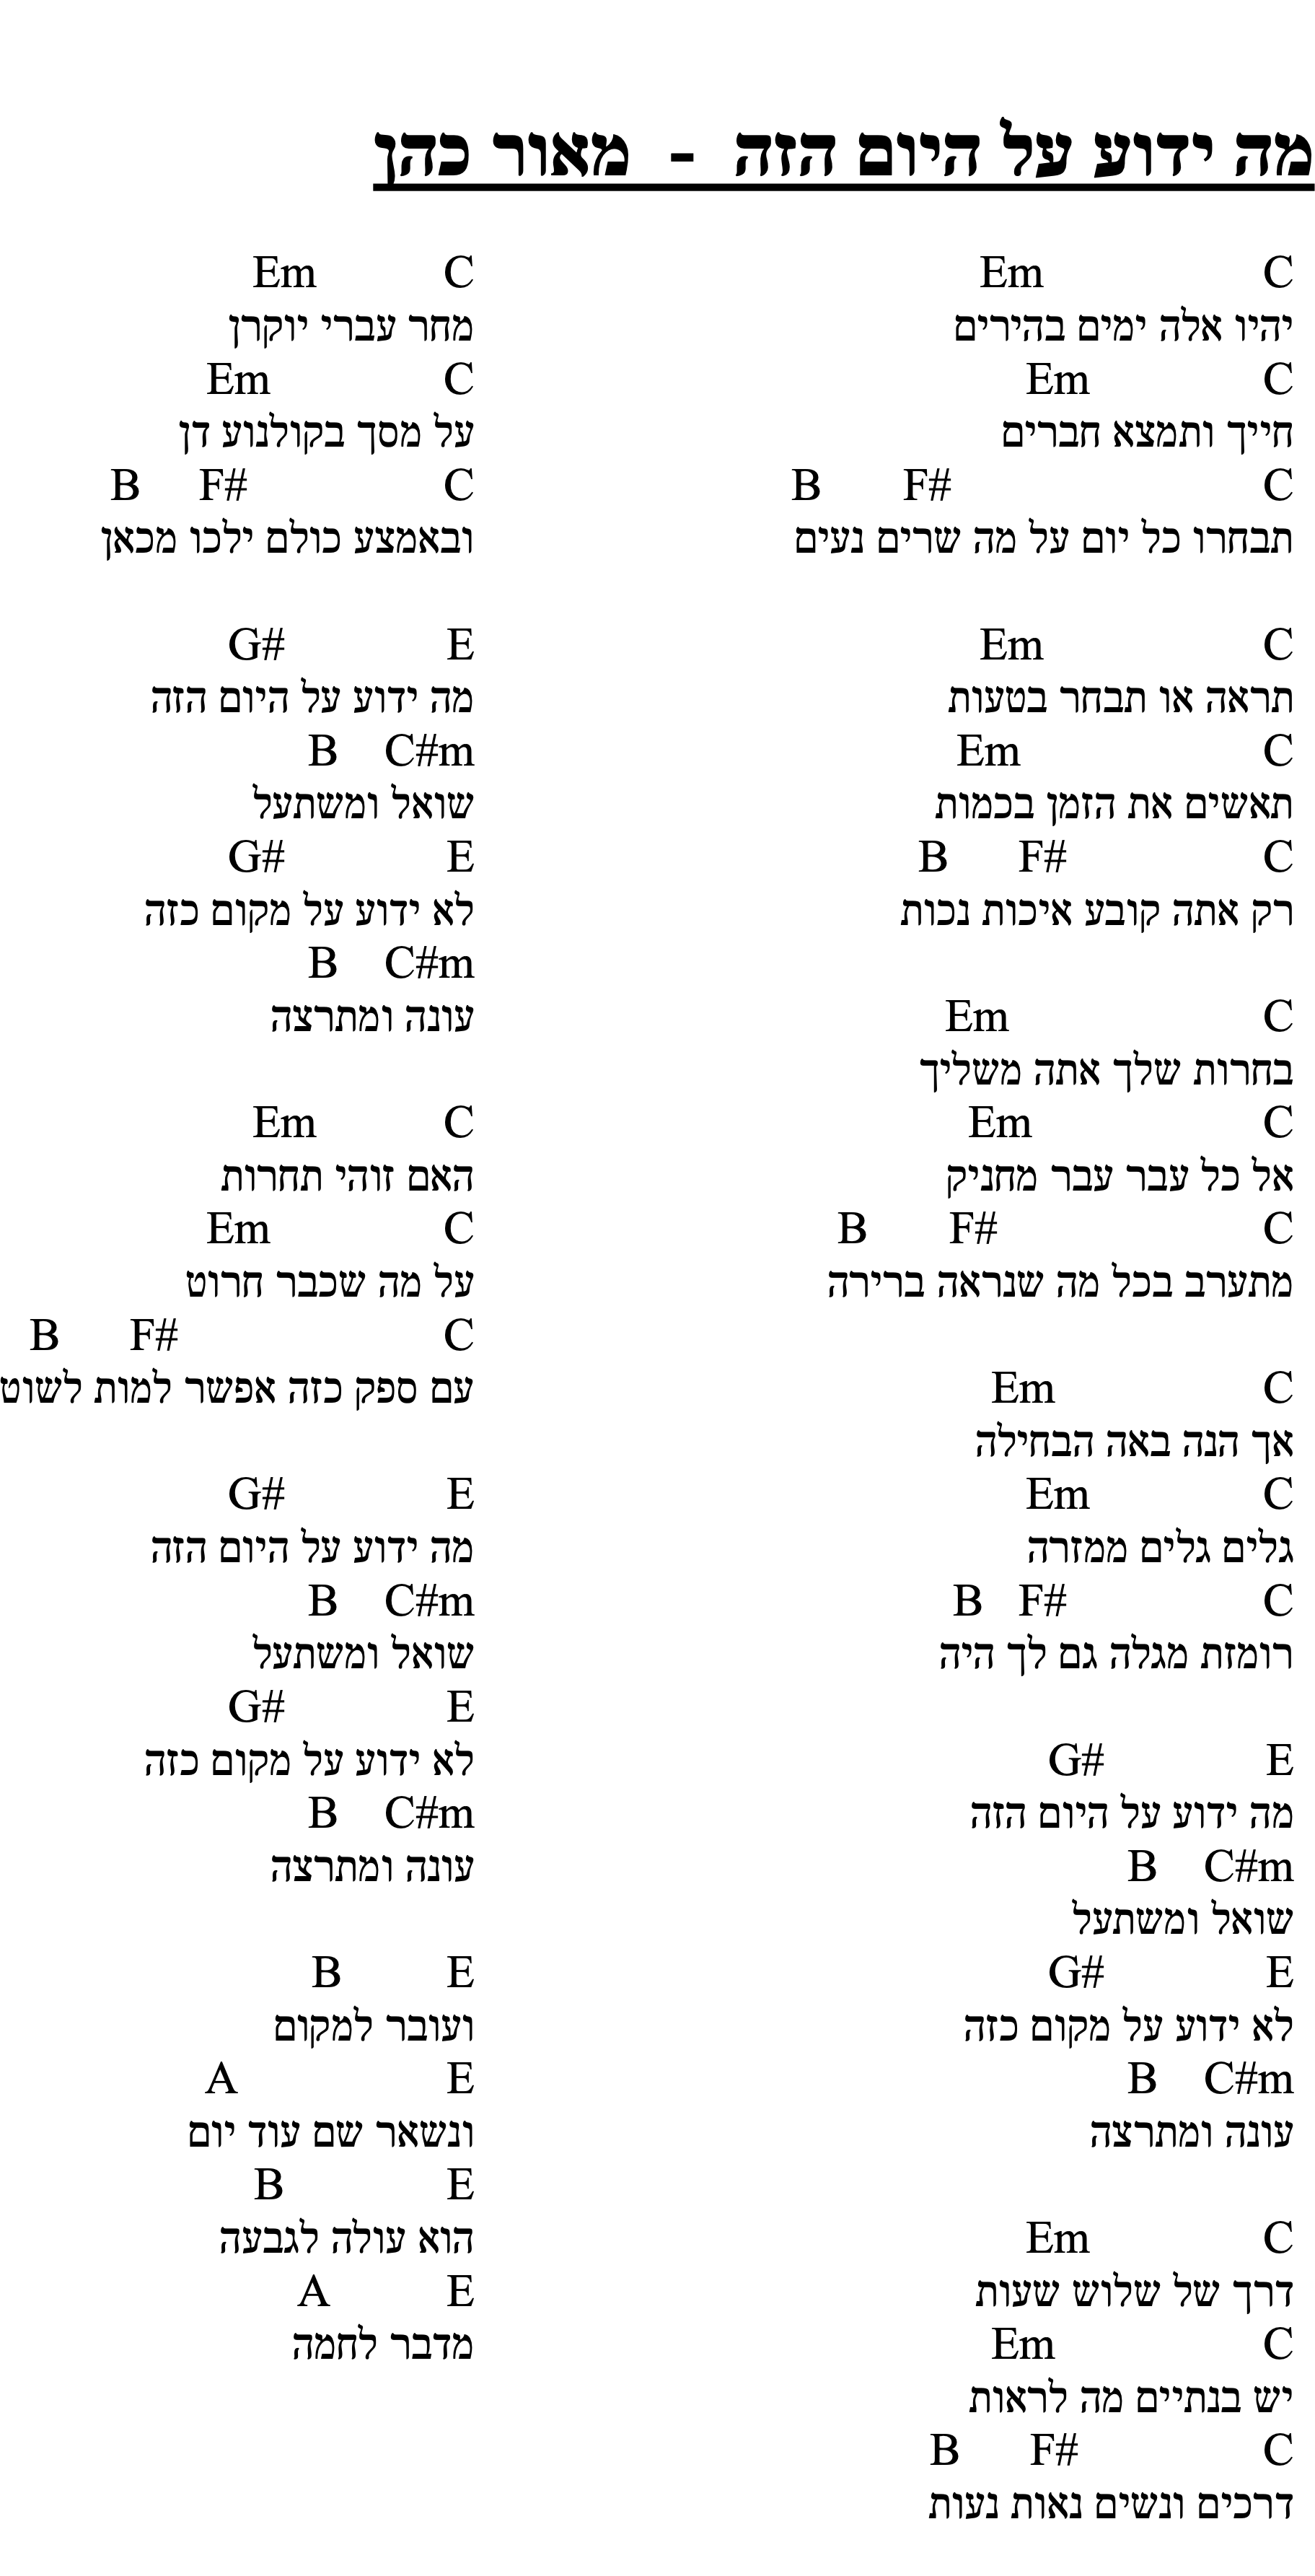 מה ידוע על היום הזה - מאור כהן
C Em
יהיו אלה ימים בהירים
C Em
חייך ותמצא חברים
C F# B
תבחרו כל יום על מה שרים נעים
C Em
תראה או תבחר בטעות
C Em
תאשים את הזמן בכמות
C F# B
רק אתה קובע איכות נכות
C Em
בחרות שלך אתה משליך
C Em
אל כל עבר עבר מחניק
C F# B
מתערב בכל מה שנראה ברירה
C Em
אך הנה באה הבחילה
C Em
גלים גלים ממזרה
C F# B
רומזת מגלה גם לך היה
E G#
מה ידוע על היום הזה
C#m B
שואל ומשתעל
E G#
לא ידוע על מקום כזה
C#m B
עונה ומתרצה
C Em
דרך של שלוש שעות
C Em
יש בנתיים מה לראות
C F# B
דרכים ונשים נאות נעות
C Em
מחר עברי יוקרן
C Em
על מסך בקולנוע דן
C F# B
ובאמצע כולם ילכו מכאן
E G#
מה ידוע על היום הזה
C#m B
שואל ומשתעל
E G#
לא ידוע על מקום כזה
C#m B
עונה ומתרצה
C Em
האם זוהי תחרות
C Em
על מה שכבר חרוט
C F# B
עם ספק כזה אפשר למות לשוט
E G#
מה ידוע על היום הזה
C#m B
שואל ומשתעל
E G#
לא ידוע על מקום כזה
C#m B
עונה ומתרצה
E B
ועובר למקום
E A
ונשאר שם עוד יום
E B
הוא עולה לגבעה
E A
מדבר לחמה